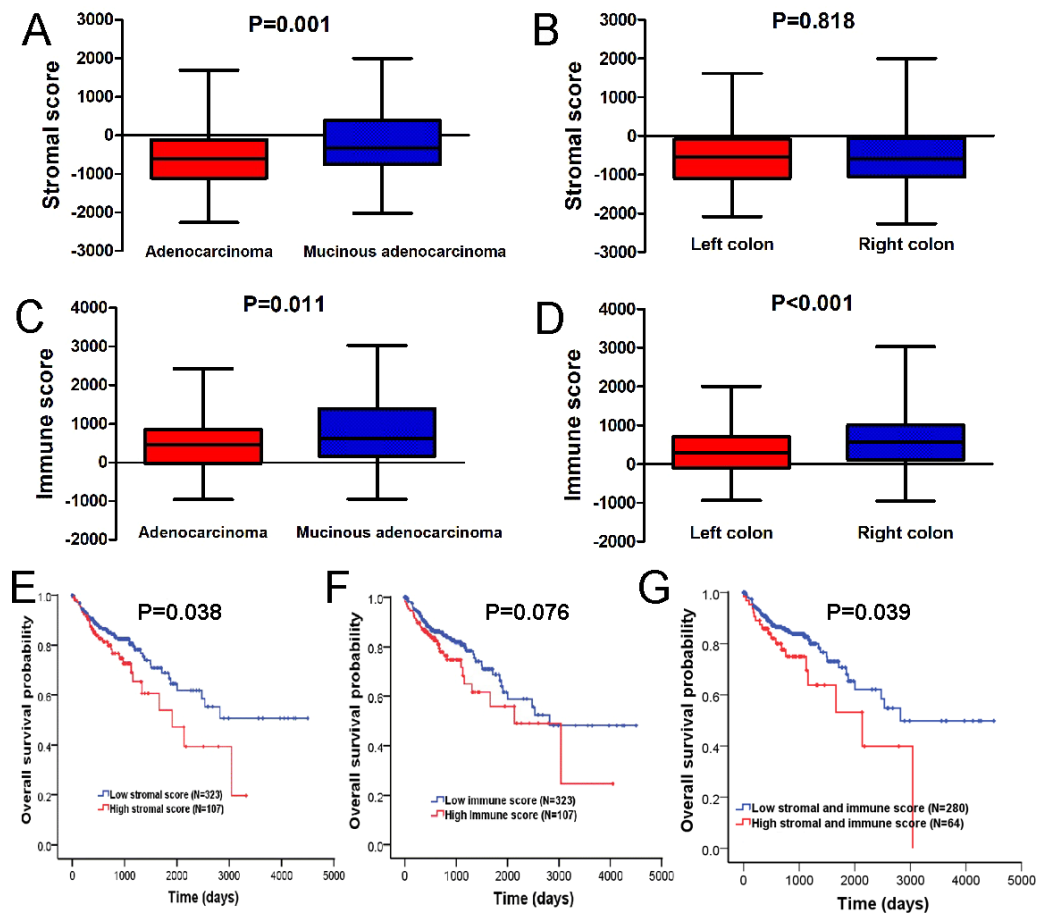 A
P=0.001
Stromal score
3000
2000
1000
0
-1000
-2000
-3000
Adenocarcinoma
Mucinous adenocarcinoma
B
P=0.818
Stromal score
3000
2000
1000
0
-1000
-2000
-3000
Left colon
Right colon
C
P=0.011
Immune score
4000
3000
2000
1000
0
-1000
-2000
Adenocarcinoma
Mucinous adenocarcinoma
D
P<0.001
Immune score
4000
3000
2000
1000
0
-1000
-2000
Left colon
Right colon
E
P=0.038
Overall survival probability
1.0
0.8
0.6
0.4
0.2
0.0
Low stromal score (N=323)
High stromal score (N=107)
0 1000 2000 3000 4000 5000
Time (days)
F
P=0.076
Overall survival probability
1.0
0.8
0.6
0.4
0.2
0.0
Low immune score (N=323)
High Immune score (N=107)
0 1000 2000 3000 4000 5000
Time (days)
G
P=0.039
Overall survival probability
1.0
0.8
0.6
0.4
0.2
0.0
Low stromal and immune score (N=280)
High stromal and immune score (N=64)
0 1000 2000 3000 4000 5000
Time (days)